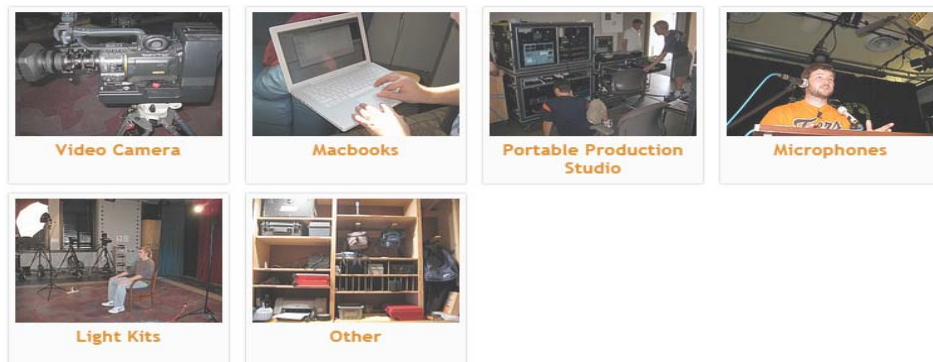 Video Camera
Macbooks
Portable Production
Studio
Microphones
Light Kits
Other